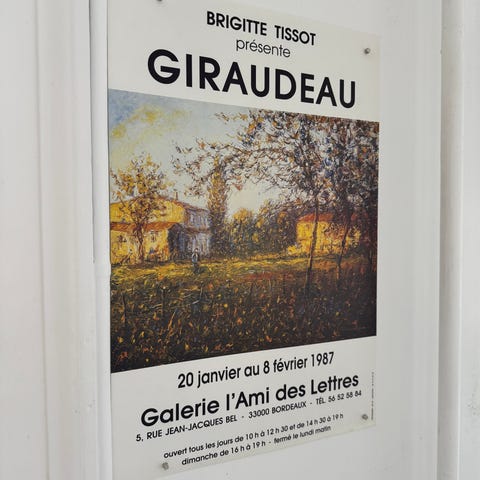 BRIGITTE TISSOT
présente
GIRAUDEAU
20 janvier au 8 février 1987
Galerie l'Ami des Lettres
5, RUE JEAN-JACQUES BEL - 33000 BORDEAUX - TÉL. 56 52 58 84
ouvert tous les jours de 10 h à 12 h 30 et de 14 h 30 à 19 h
dimanche de 16 h à 19 h - fermé le lundi matin